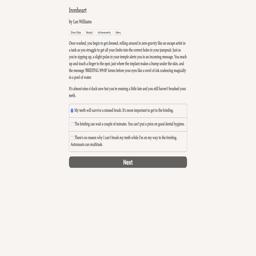 Ironheart
by Lee Williams
Show Stats Restart Achievements Menu
Once washed, you begin to get dressed, rolling around in zero-gravity like an escape artist in
a tank as you struggle to get all your limbs into the correct holes in your jumpsuit. Just as
you're zipping up, a slight pulse in your temple alerts you to an incoming message. You reach
up and touch a finger to the spot, just where the implant makes a bump under the skin, and
the message 'BRIEFING NOW' forms before your eyes like a swirl of ink coalescing magically
in a pool of water.
It's almost nine o'clock now but you're running a little late and you still haven't brushed your
teeth.
My teeth will survive a missed brush. It's more important to get to the briefing.
The briefing can wait a couple of minutes. You can't put a price on good dental hygiene.
There's no reason why I can't brush my teeth while I'm on my way to the briefing.
Astronauts can multitask.
Next